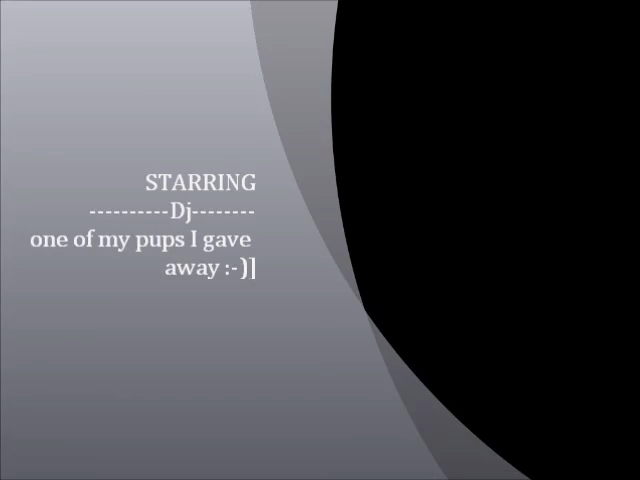 STARRING
----------Dj--------
one of my pups I gave
away :-)]